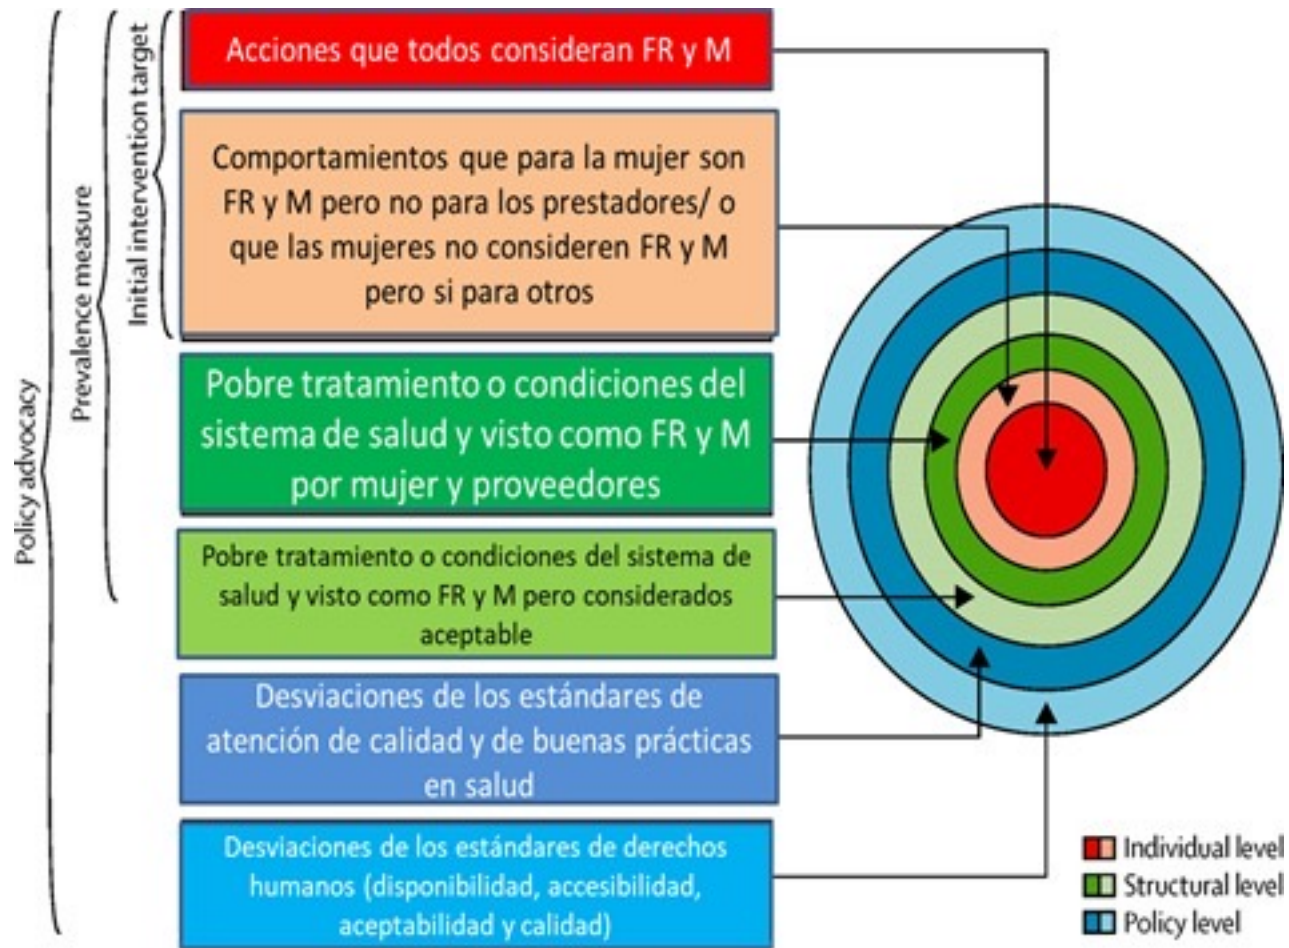 Policy advocacy
Prevalence measure
Initial intervention target
Acciones que todos consideran FR y M
Comportamientos que para la mujer son
FR y M pero no para los prestadores/ o
que las mujeres no consideren FR y M
pero si para otros
Pobre tratamiento o condiciones del
sistema de salud y visto como FR y M
por mujer y proveedores
Pobre tratamiento o condiciones del sistema de
salud y visto como FR y M pero considerados
aceptable
Desviaciones de los estándares de
atención de calidad y de buenas prácticas
en salud
Desviaciones de los estándares de derechos
humanos (disponibilidad, accesibilidad,
aceptabilidad y calidad)
Individual level
Structural level
Policy level